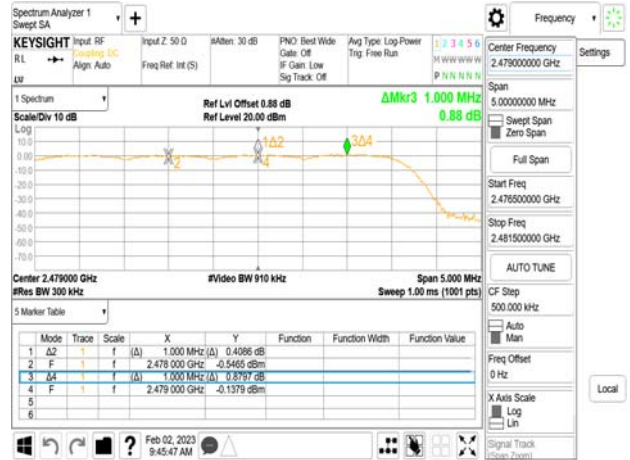 Spectrum Analyzer 1
Swept SA
+
Frequency
KEYSIGHT
RL
Input: RF
Coupling: DC
Align: Auto
Input Z: 50 Ω
Freq Ref: Int (S)
#Atten: 30 dB
PNO: Best Wide
Gate: Off
IF Gain: Low
Sig Track: Off
Avg Type: Log-Power
Trig: Free Run
1 2 3 4 5 6
M W W W W W
P N N N N N
1 Spectrum
Scale/Div 10 dB
Ref Lvl Offset 0.88 dB
Ref Level 20.00 dBm
ΔMkr3 1.000 MHz
0.88 dB
Log
10.0
0.00
-10.0
-20.0
-30.0
-40.0
-50.0
-60.0
-70.0
1Δ2
2
3Δ4
4
Center 2.479000 GHz
#Res BW 300 kHz
#Video BW 910 kHz
Span 5.000 MHz
Sweep 1.00 ms (1001 pts)
5 Marker Table
Mode Trace Scale X Y Function Function Width Function Value
1 Δ2 1 f (Δ) 1.000 MHz (Δ) 0.4086 dB
2 F 1 f 2.478 000 GHz -0.5465 dBm
3 Δ4 1 f (Δ) 1.000 MHz (Δ) 0.8797 dB
4 F 1 f 2.479 000 GHz -0.1379 dBm
5
6
Feb 02, 2023
9:45:47 AM
?
Center Frequency
2.479000000 GHz
Settings
Span
5.00000000 MHz
Swept Span
Zero Span
Full Span
Start Freq
2.476500000 GHz
Stop Freq
2.481500000 GHz
AUTO TUNE
CF Step
500.000 kHz
Auto
Man
Freq Offset
0 Hz
X Axis Scale
Log
Lin
Local
Signal Track
(Span Zoom)